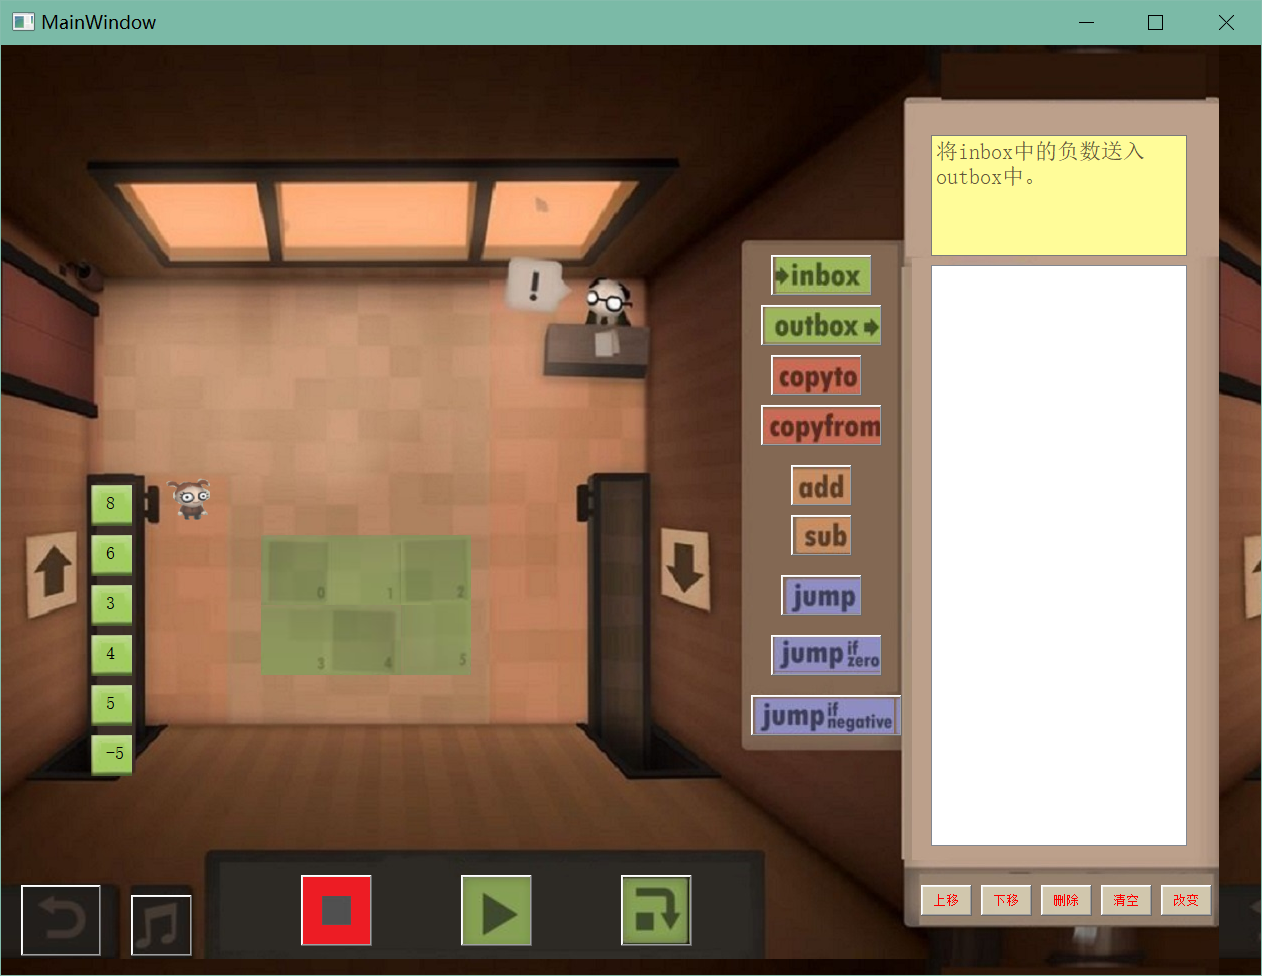 MainWindow
将inbox中的负数送入
outbox中。
!
inbox
outbox
copyto
copyfrom
add
sub
jump
jump if zero
jump if negative
8
6
3
4
5
-5
0
1
2
3
4
5
上移
下移
删除
清空
改变